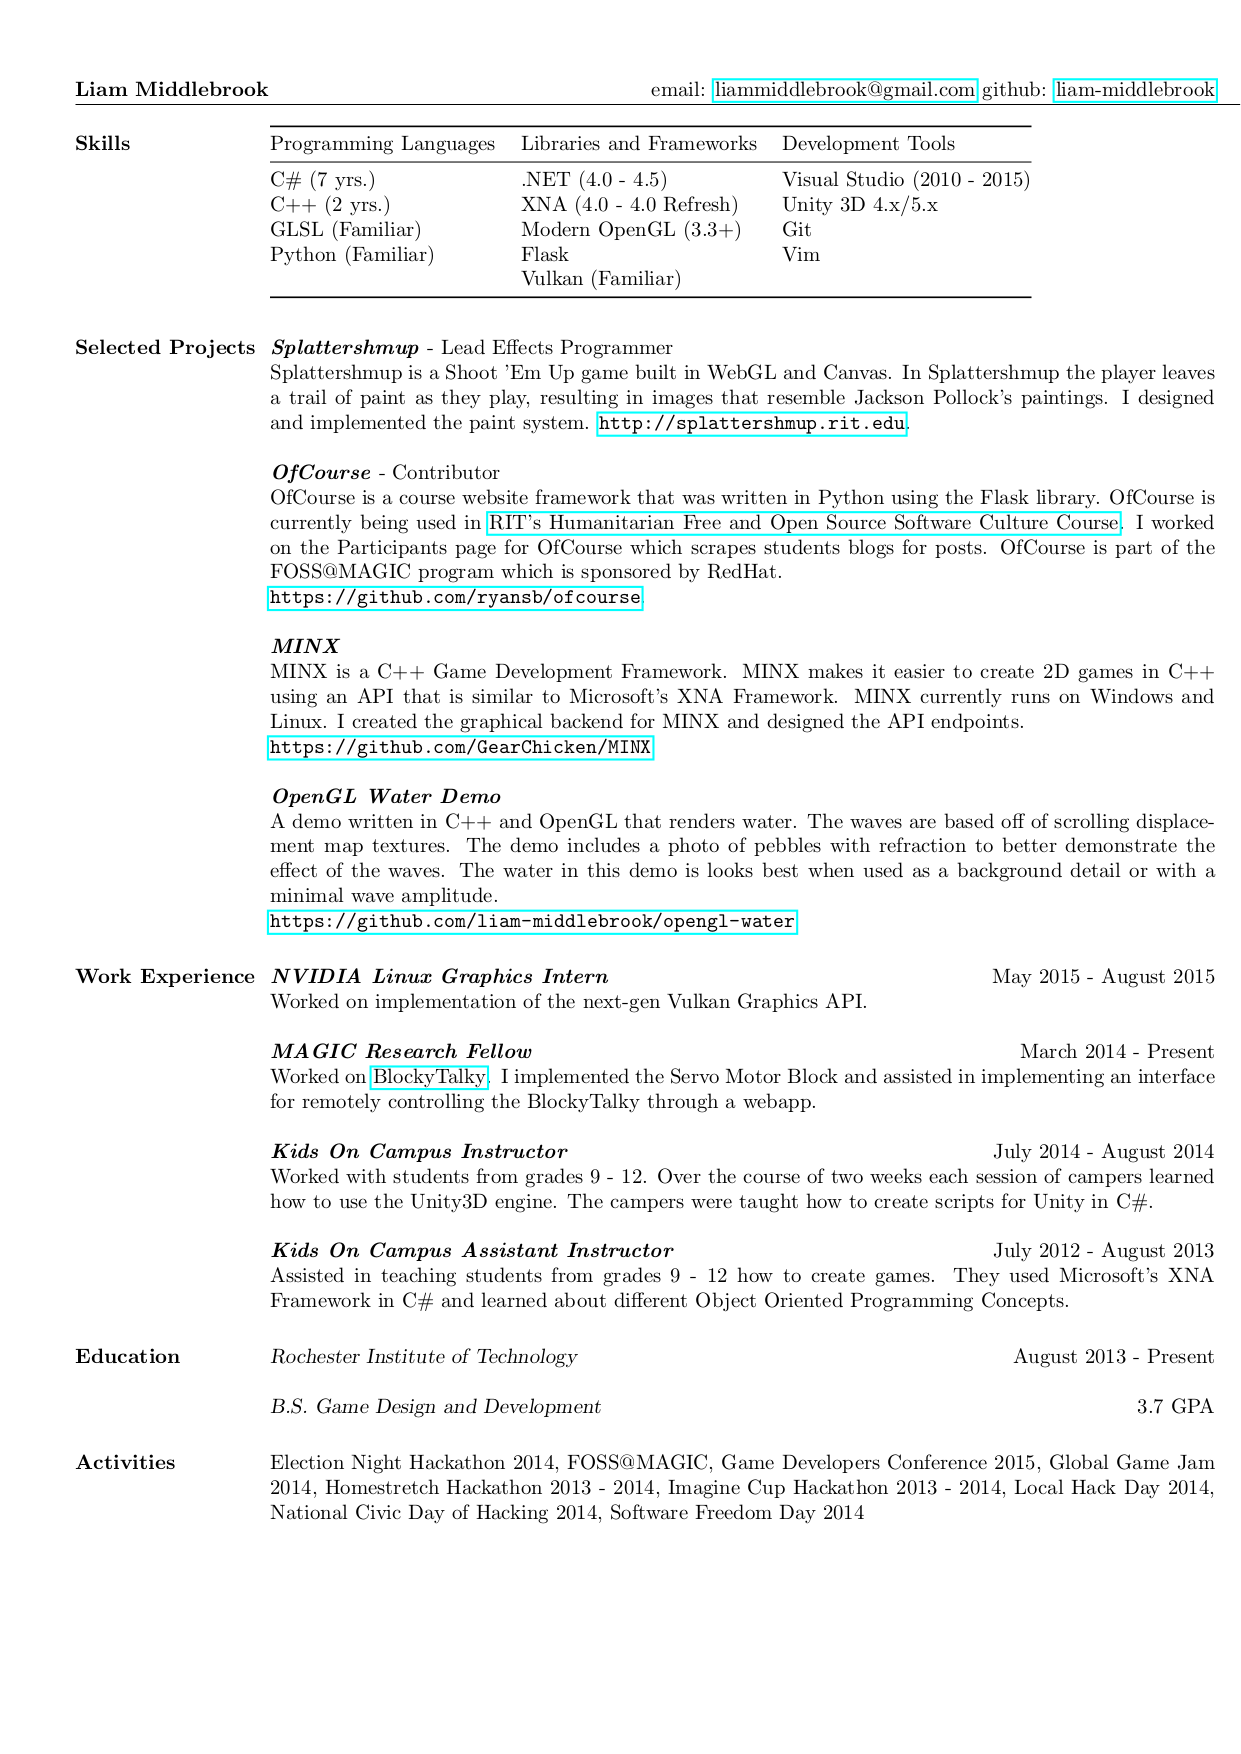 Liam Middlebrook email: liammiddlebrook@gmail.com github: liam-middlebrook
Skills
Programming Languages Libraries and Frameworks Development Tools
C# (7 yrs.) .NET (4.0 - 4.5) Visual Studio (2010 - 2015)
C++ (2 yrs.) XNA (4.0 - 4.0 Refresh) Unity 3D 4.x/5.x
GLSL (Familiar) Modern OpenGL (3.3+) Git
Python (Familiar) Flask Vim
Vulkan (Familiar)
Selected Projects Splattershmup - Lead Effects Programmer
Splattershmup is a Shoot 'Em Up game built in WebGL and Canvas. In Splattershmup the player leaves
a trail of paint as they play, resulting in images that resemble Jackson Pollock's paintings. I designed
and implemented the paint system. http://splattershmup.rit.edu.
OfCourse - Contributor
OfCourse is a course website framework that was written in Python using the Flask library. OfCourse is
currently being used in RIT's Humanitarian Free and Open Source Software Culture Course. I worked
on the Participants page for OfCourse which scrapes students blogs for posts. OfCourse is part of the
FOSS@MAGIC program which is sponsored by RedHat.
https://github.com/ryansb/ofcourse
MINX
MINX is a C++ Game Development Framework. MINX makes it easier to create 2D games in C++
using an API that is similar to Microsoft's XNA Framework. MINX currently runs on Windows and
Linux. I created the graphical backend for MINX and designed the API endpoints.
https://github.com/GearChicken/MINX
OpenGL Water Demo
A demo written in C++ and OpenGL that renders water. The waves are based off of scrolling displace-
ment map textures. The demo includes a photo of pebbles with refraction to better demonstrate the
effect of the waves. The water in this demo is looks best when used as a background detail or with a
minimal wave amplitude.
https://github.com/liam-middlebrook/opengl-water
Work Experience NVIDIA Linux Graphics Intern May 2015 - August 2015
Worked on implementation of the next-gen Vulkan Graphics API.
MAGIC Research Fellow March 2014 - Present
Worked on BlockyTalky. I implemented the Servo Motor Block and assisted in implementing an interface
for remotely controlling the BlockyTalky through a webapp.
Kids On Campus Instructor July 2014 - August 2014
Worked with students from grades 9 - 12. Over the course of two weeks each session of campers learned
how to use the Unity3D engine. The campers were taught how to create scripts for Unity in C#.
Kids On Campus Assistant Instructor July 2012 - August 2013
Assisted in teaching students from grades 9 - 12 how to create games. They used Microsoft's XNA
Framework in C# and learned about different Object Oriented Programming Concepts.
Education Rochester Institute of Technology August 2013 - Present
B.S. Game Design and Development 3.7 GPA
Activities Election Night Hackathon 2014, FOSS@MAGIC, Game Developers Conference 2015, Global Game Jam
2014, Homestretch Hackathon 2013 - 2014, Imagine Cup Hackathon 2013 - 2014, Local Hack Day 2014,
National Civic Day of Hacking 2014, Software Freedom Day 2014